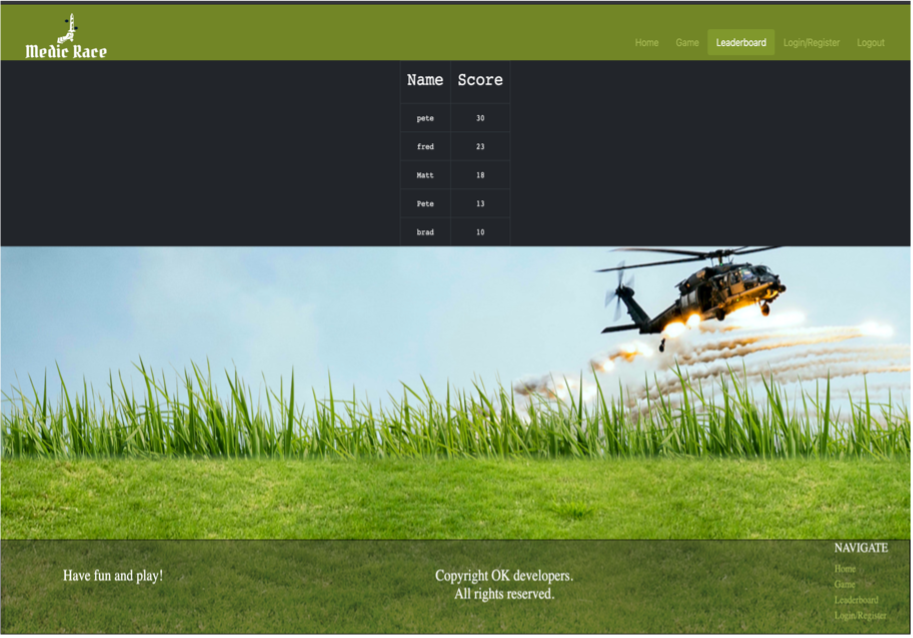 Medic Race
Home Game Leaderboard Login/Register Logout
Name Score
pete 30
fred 23
Matt 18
Pete 13
brad 10
Have fun and play!
Copyright OK developers.
All rights reserved.
NAVIGATE
Home
Game
Leaderboard
Login/Register